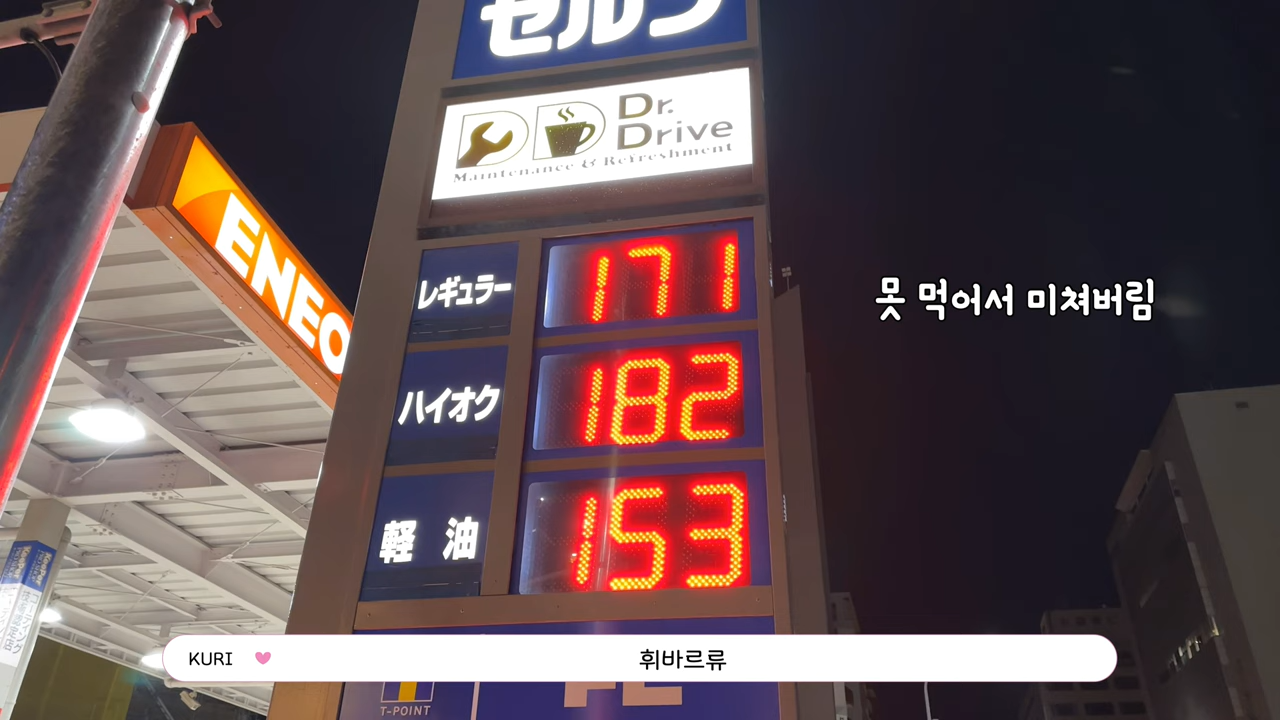 セルフ
Dr.
Drive
Maintenance & Refreshment
ENEO
レギュラー 171
ハイオク 182
軽油 153
못 먹어서 미쳐버림
KURI 휘바르류
T-POINT